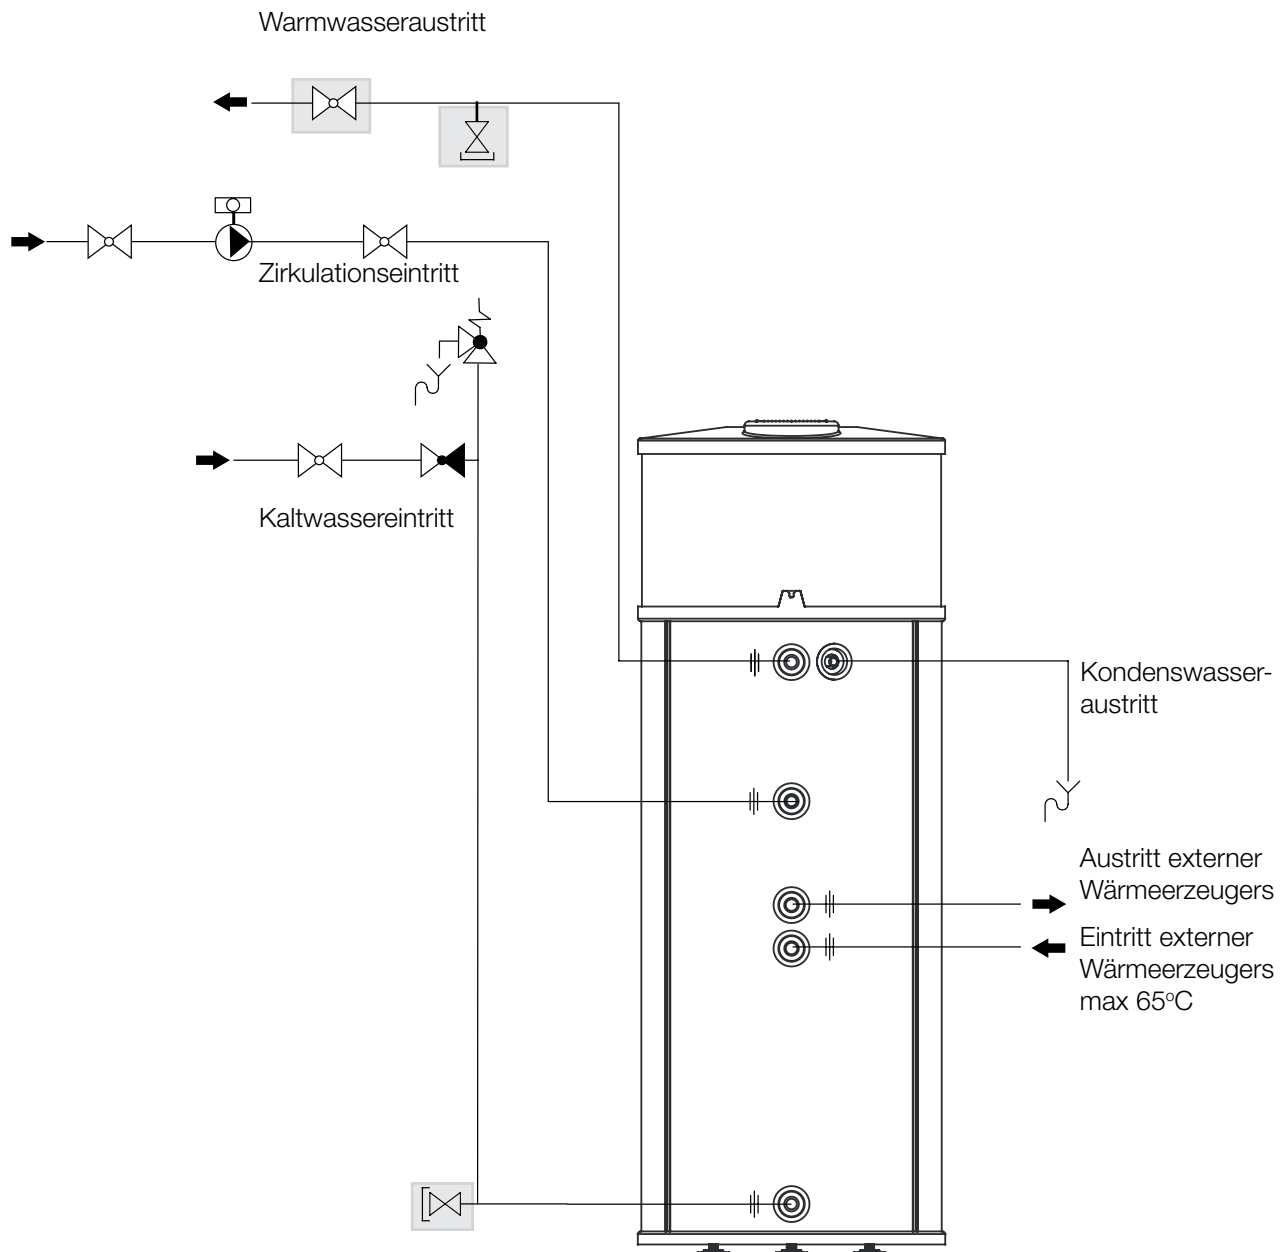 Warmwasseraustritt
Zirkulationseintritt
Kaltwassereintritt
Kondenswasser-
austritt
Austritt externer
Wärmeerzeugers
Eintritt externer
Wärmeerzeugers
max 65°C